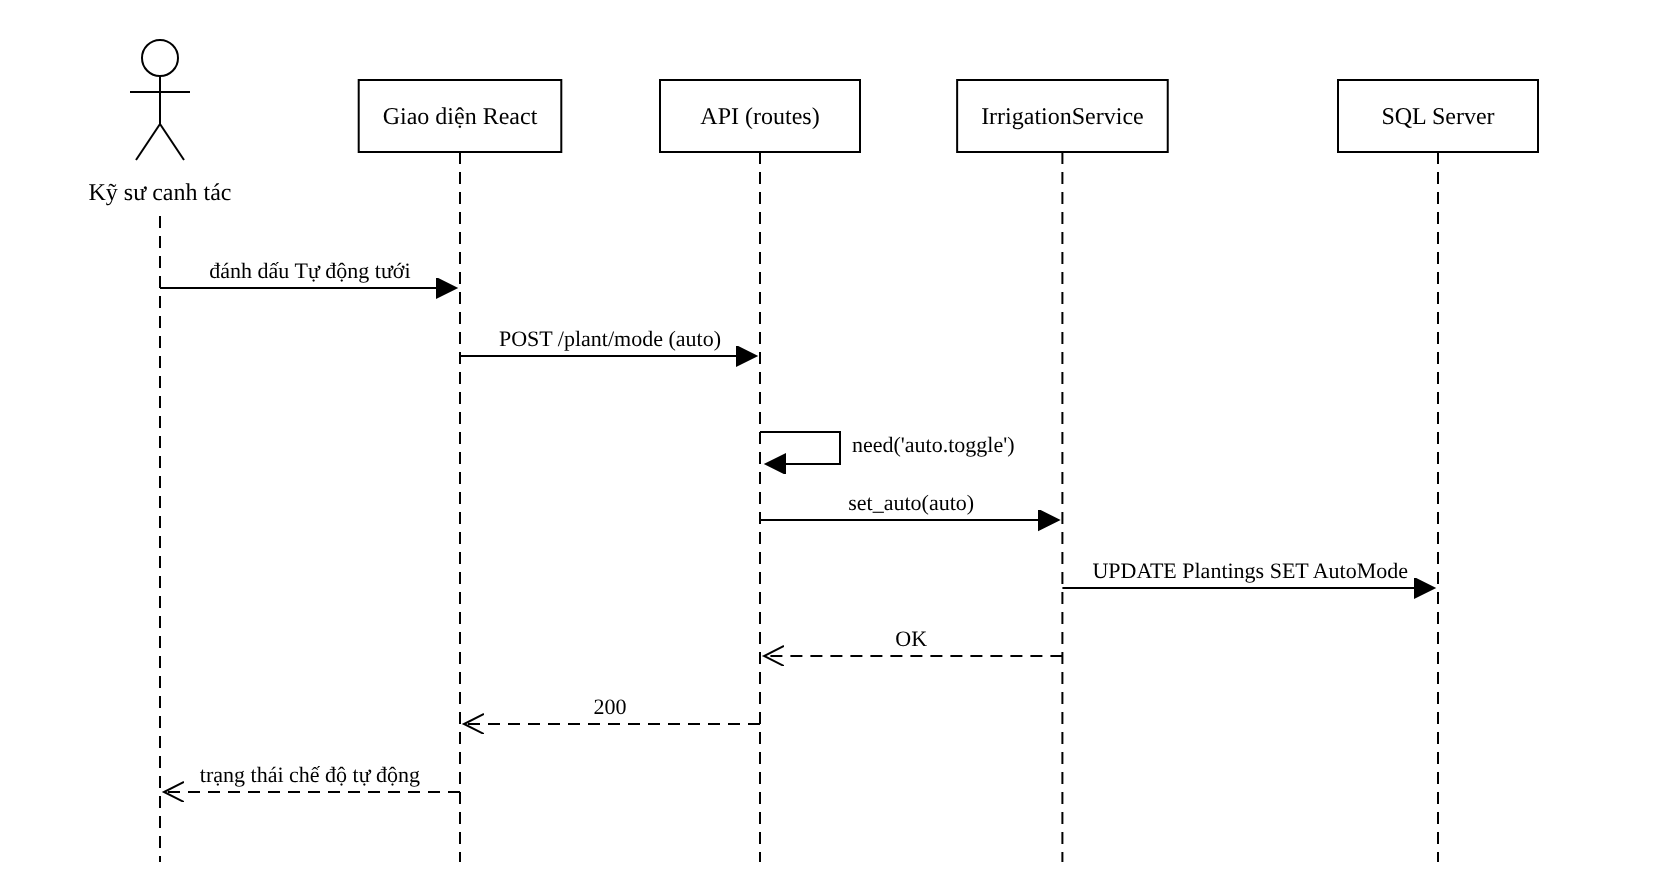 Giao diện React
API (routes)
IrrigationService
SQL Server
Kỹ sư canh tác
đánh dấu Tự động tưới
POST /plant/mode (auto)
need('auto.toggle')
set_auto(auto)
UPDATE Plantings SET AutoMode
OK
200
trạng thái chế độ tự động